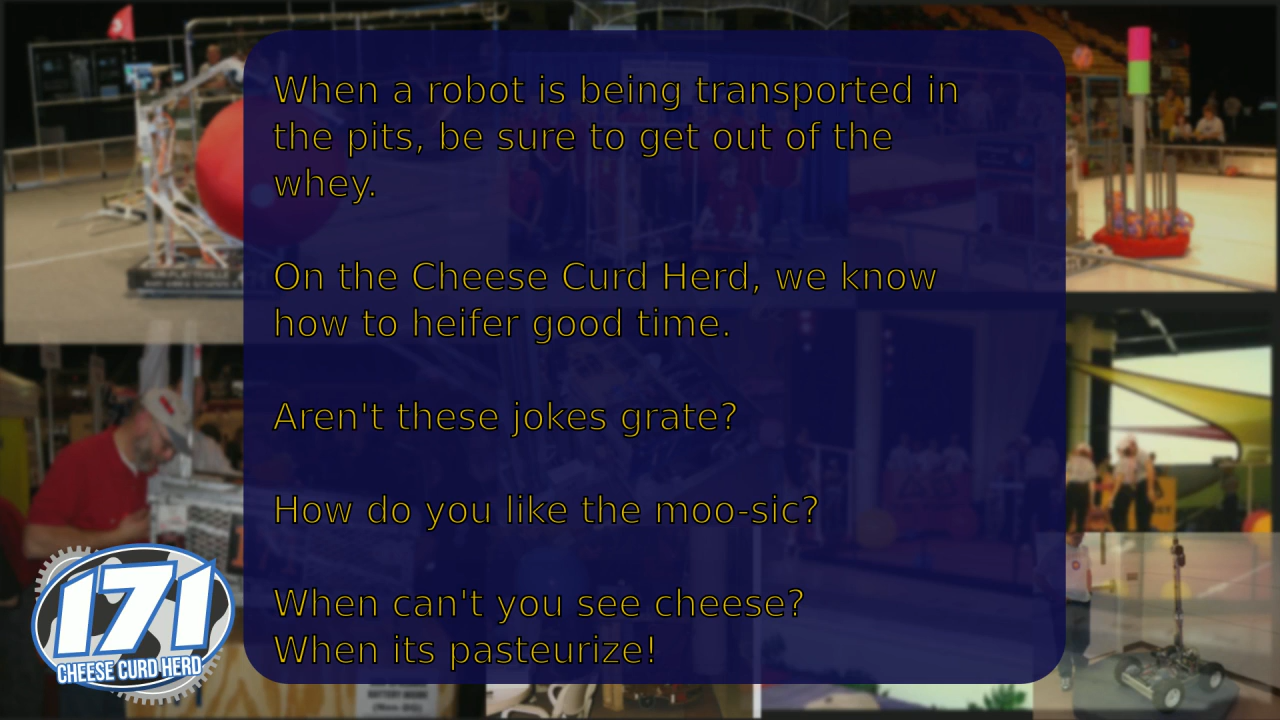 When a robot is being transported in
the pits, be sure to get out of the
whey.
On the Cheese Curd Herd, we know
how to heifer good time.
Aren't these jokes grate?
How do you like the moo-sic?
When can't you see cheese?
When its pasteurize!
171
CHEESE CURD HERD